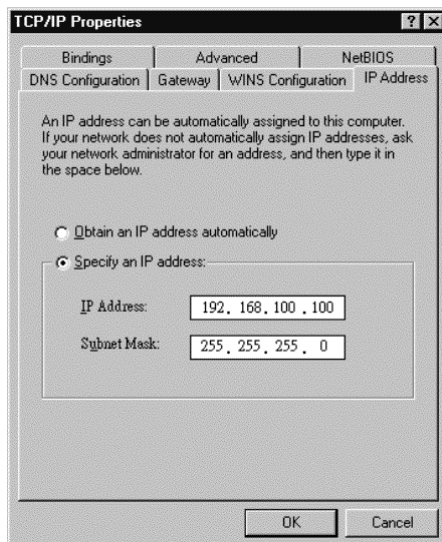 TCP/IP Properties
Bindings Advanced NetBIOS
DNS Configuration Gateway WINS Configuration IP Address
An IP address can be automatically assigned to this computer.
If your network does not automatically assign IP addresses, ask
your network administrator for an address, and then type it in
the space below.
Obtain an IP address automatically
Specify an IP address:
IP Address: 192. 168. 100 . 100
Subnet Mask: 255. 255. 255. 0
OK Cancel